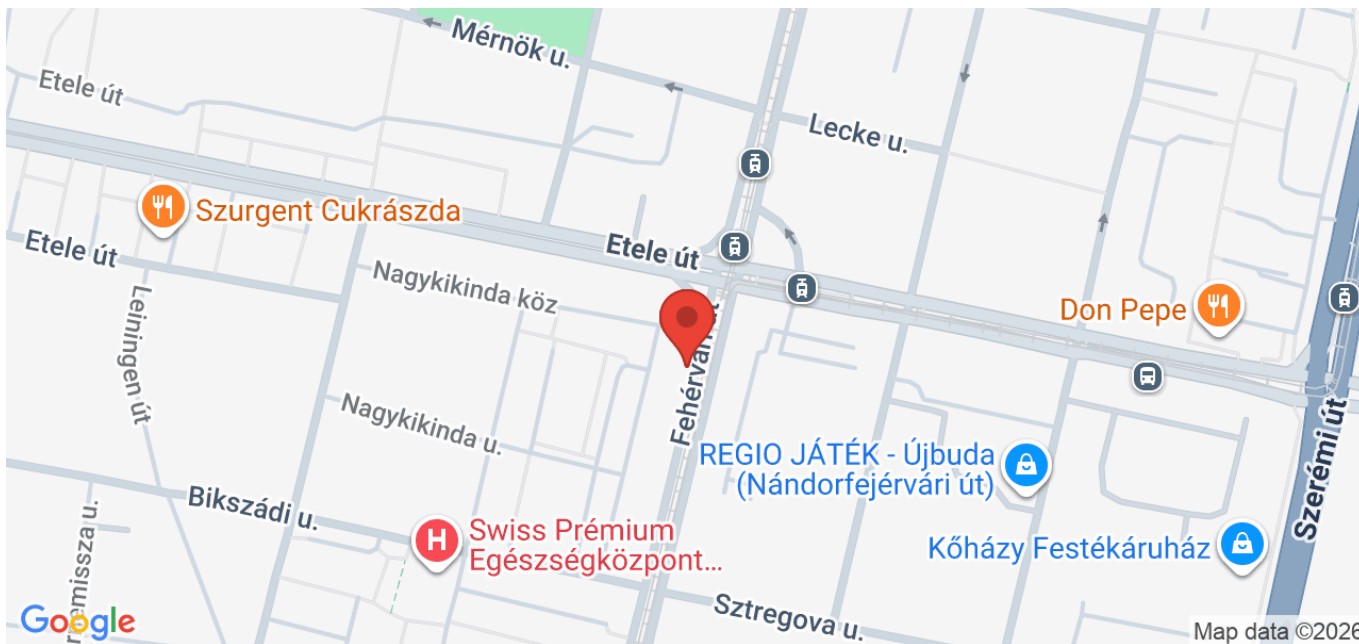 Mérnök u.
Etele út
Lecke u.
Szurgent Cukrászda
Etele út
Etele út
Nagykikinda köz
Leiningen út
Don Pepe
Fehérvári
Nagykikinda u.
REGIO JÁTÉK - Újbuda
(Nándorfejérvári út)
Szerémi út
Bikszádi u.
Swiss Prémium
Egészségközpont...
Kőházy Festékáruház
Sztregova u.
Google
Map data ©2026